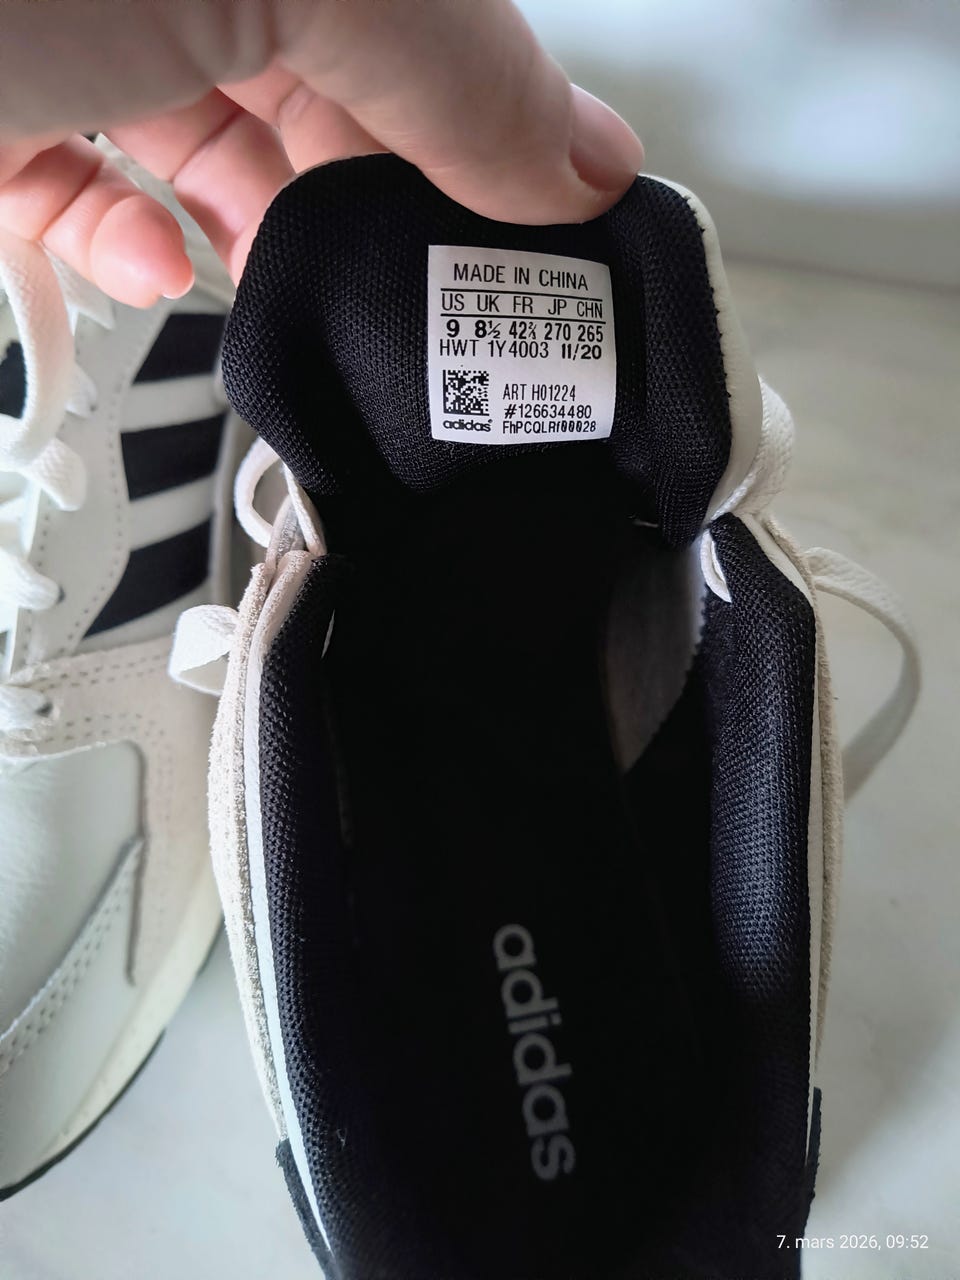 MADE IN CHINA
US UK FR JP CHN
9 8½ 42⅔ 270 265
HWT 1Y4003 11/20
ART H01224
#126634480
adidas FhPCQLRf00028
adidas
7. mars 2026, 09:52